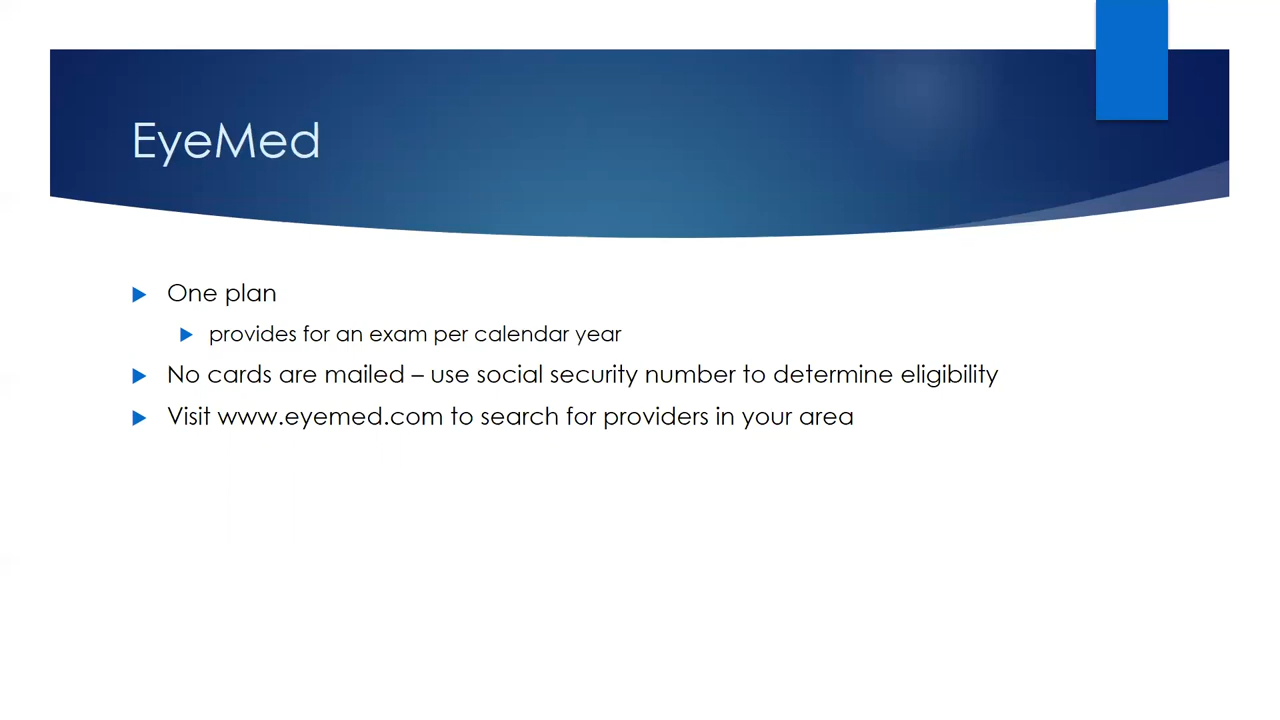 EyeMed
One plan
provides for an exam per calendar year
No cards are mailed – use social security number to determine eligibility
Visit www.eyemed.com to search for providers in your area